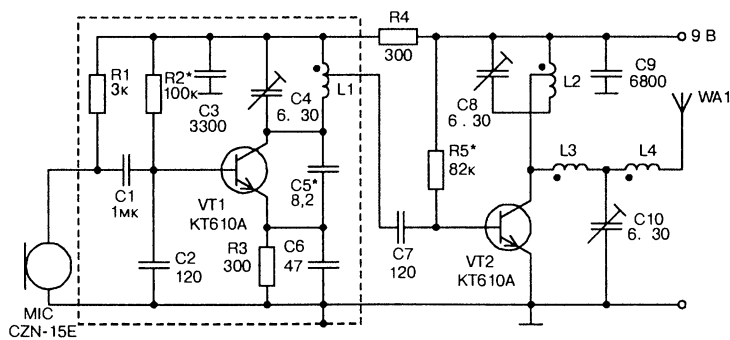 R4
300
9 В
R1
3к
R2*
100к
C3
3300
C4
6. 30
L1
C8
6. 30
L2
C9
6800
WA1
C1
1мк
VT1
КТ610А
C5*
8,2
R5*
82к
L3
L4
C2
120
R3
300
C6
47
C7
120
VT2
КТ610А
C10
6. 30
MIC
CZN-15E